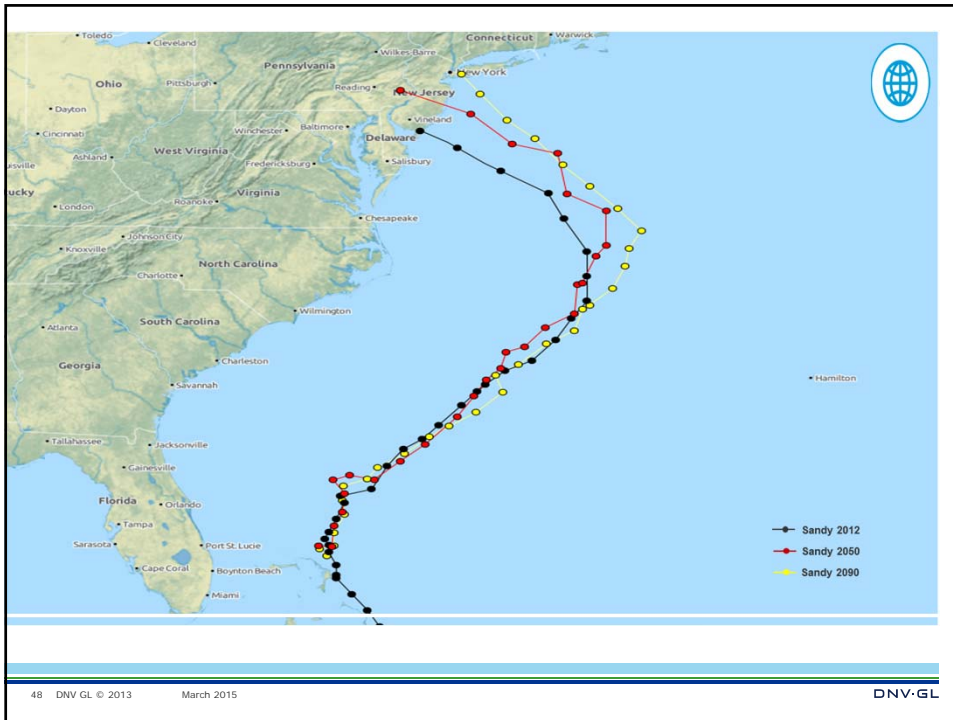 Toledo
Cleveland
Connecticut
Warwick
Wilkes-Barre
Pennsylvania
Ohio
Pittsburgh
New York
Reading
New Jersey
Dayton
Vineland
Cincinnati
Winchester
Baltimore
Delaware
Ashland
West Virginia
Fredericksburg
Salisbury
London
Roanoke
Virginia
Chesapeake
Knoxville
Johnson City
North Carolina
Charlotte
South Carolina
Wilmington
Atlanta
Georgia
Charleston
Hamilton
Savannah
Tallahassee
Jacksonville
Gainesville
Florida
Orlando
Tampa
Sandy 2012
Sarasota
Port St. Lucie
Sandy 2050
Cape Coral
Boynton Beach
Sandy 2090
Miami
48 DNV GL © 2013 March 2015
DNV·GL